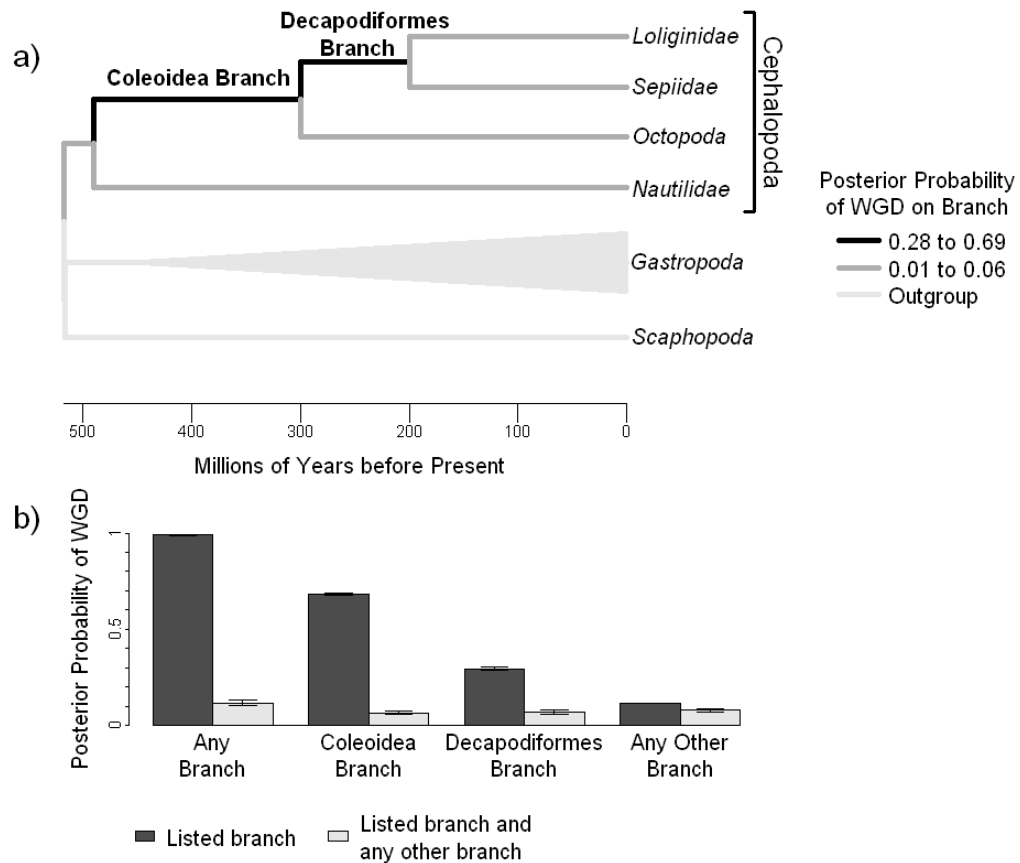 a)
Decapodiformes
Branch
Coleoidea Branch
Loliginidae
Sepiidae
Octopoda
Nautilidae
Cephalopoda
Gastropoda
Scaphopoda
Posterior Probability
of WGD on Branch
0.28 to 0.69
0.01 to 0.06
Outgroup
500 400 300 200 100 0
Millions of Years before Present
b)
Posterior Probability of WGD
1
0.5
0
Any
Branch
Coleoidea
Branch
Decapodiformes
Branch
Any Other
Branch
Listed branch
Listed branch and
any other branch